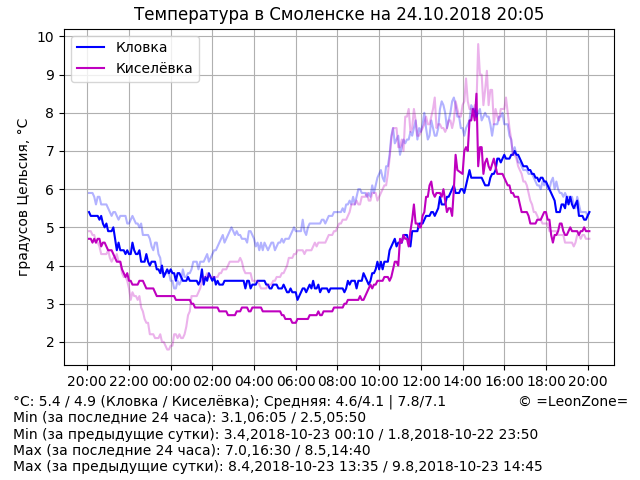 Температура в Смоленске на 24.10.2018 20:05
Кловка
Киселёвка
градусов Цельсия, °C
10
9
8
7
6
5
4
3
2
20:00 22:00 00:00 02:00 04:00 06:00 08:00 10:00 12:00 14:00 16:00 18:00 20:00
°C: 5.4 / 4.9 (Кловка / Киселёвка); Средняя: 4.6/4.1 | 7.8/7.1 © =LeonZone=
Min (за последние 24 часа): 3.1,06:05 / 2.5,05:50
Min (за предыдущие сутки): 3.4,2018-10-23 00:10 / 1.8,2018-10-22 23:50
Max (за последние 24 часа): 7.0,16:30 / 8.5,14:40
Max (за предыдущие сутки): 8.4,2018-10-23 13:35 / 9.8,2018-10-23 14:45